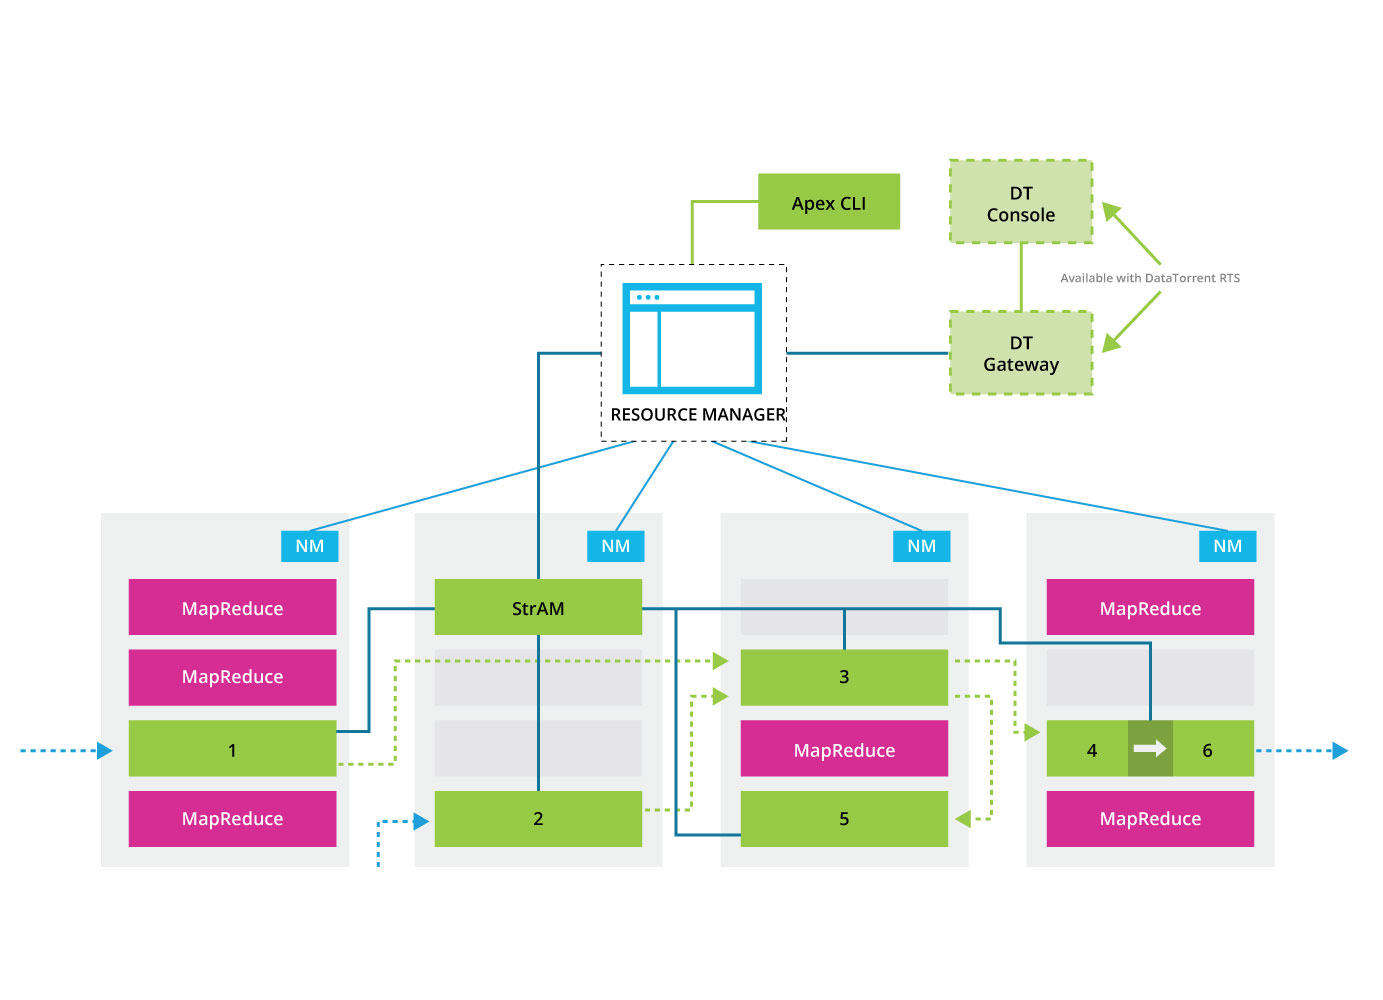 Apex CLI
DT
Console
Available with DataTorrent RTS
DT
Gateway
RESOURCE MANAGER
NM
NM
NM
NM
MapReduce
StrAM
MapReduce
MapReduce
3
1
MapReduce
4
6
MapReduce
2
5
MapReduce